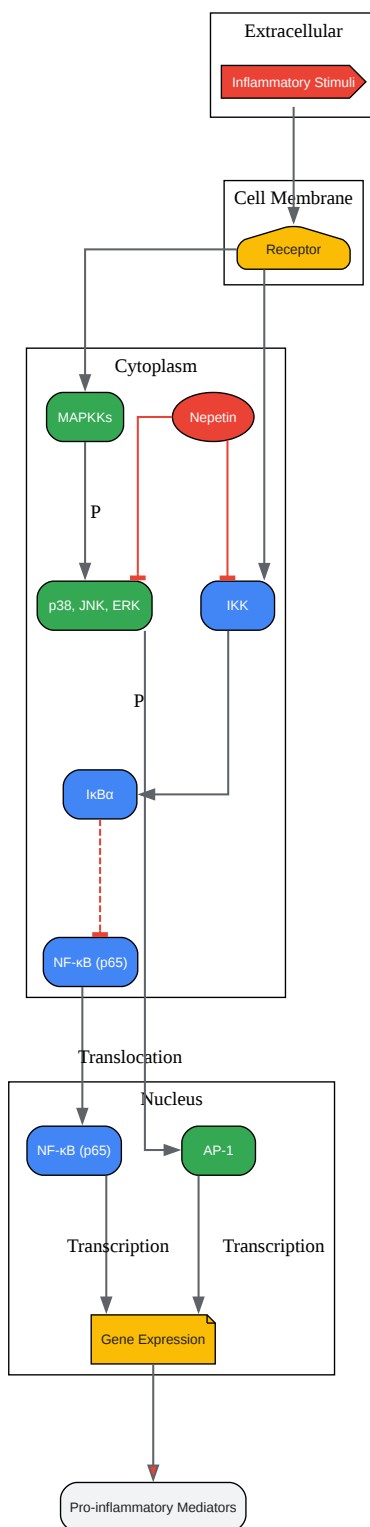 Extracellular
Inflammatory Stimuli
Cell Membrane
Receptor
Cytoplasm
MAPKKs
Nepetin
P
p38, JNK, ERK
IKK
P
IκBα
NF-κB (p65)
Translocation
Nucleus
NF-κB (p65)
AP-1
Transcription
Transcription
Gene Expression
Pro-inflammatory Mediators